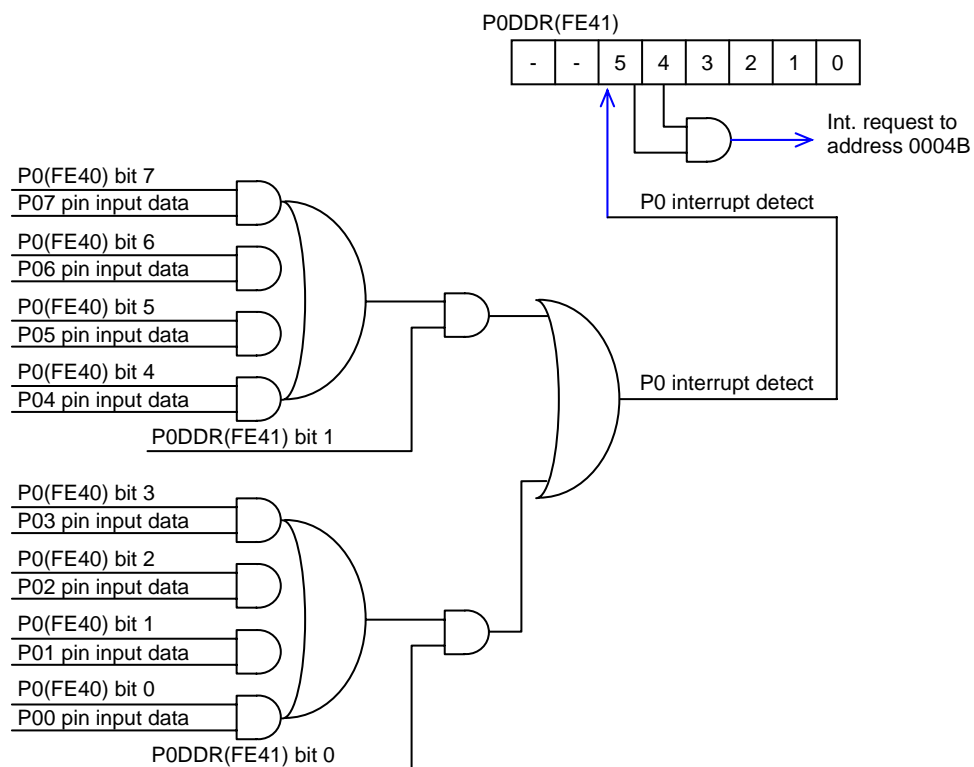 P0DDR(FE41)
- - 5 4 3 2 1 0
Int. request to
address 0004B
P0 interrupt detect
P0(FE40) bit 7
P07 pin input data
P0(FE40) bit 6
P06 pin input data
P0(FE40) bit 5
P05 pin input data
P0(FE40) bit 4
P04 pin input data
P0 interrupt detect
P0DDR(FE41) bit 1
P0(FE40) bit 3
P03 pin input data
P0(FE40) bit 2
P02 pin input data
P0(FE40) bit 1
P01 pin input data
P0(FE40) bit 0
P00 pin input data
P0DDR(FE41) bit 0